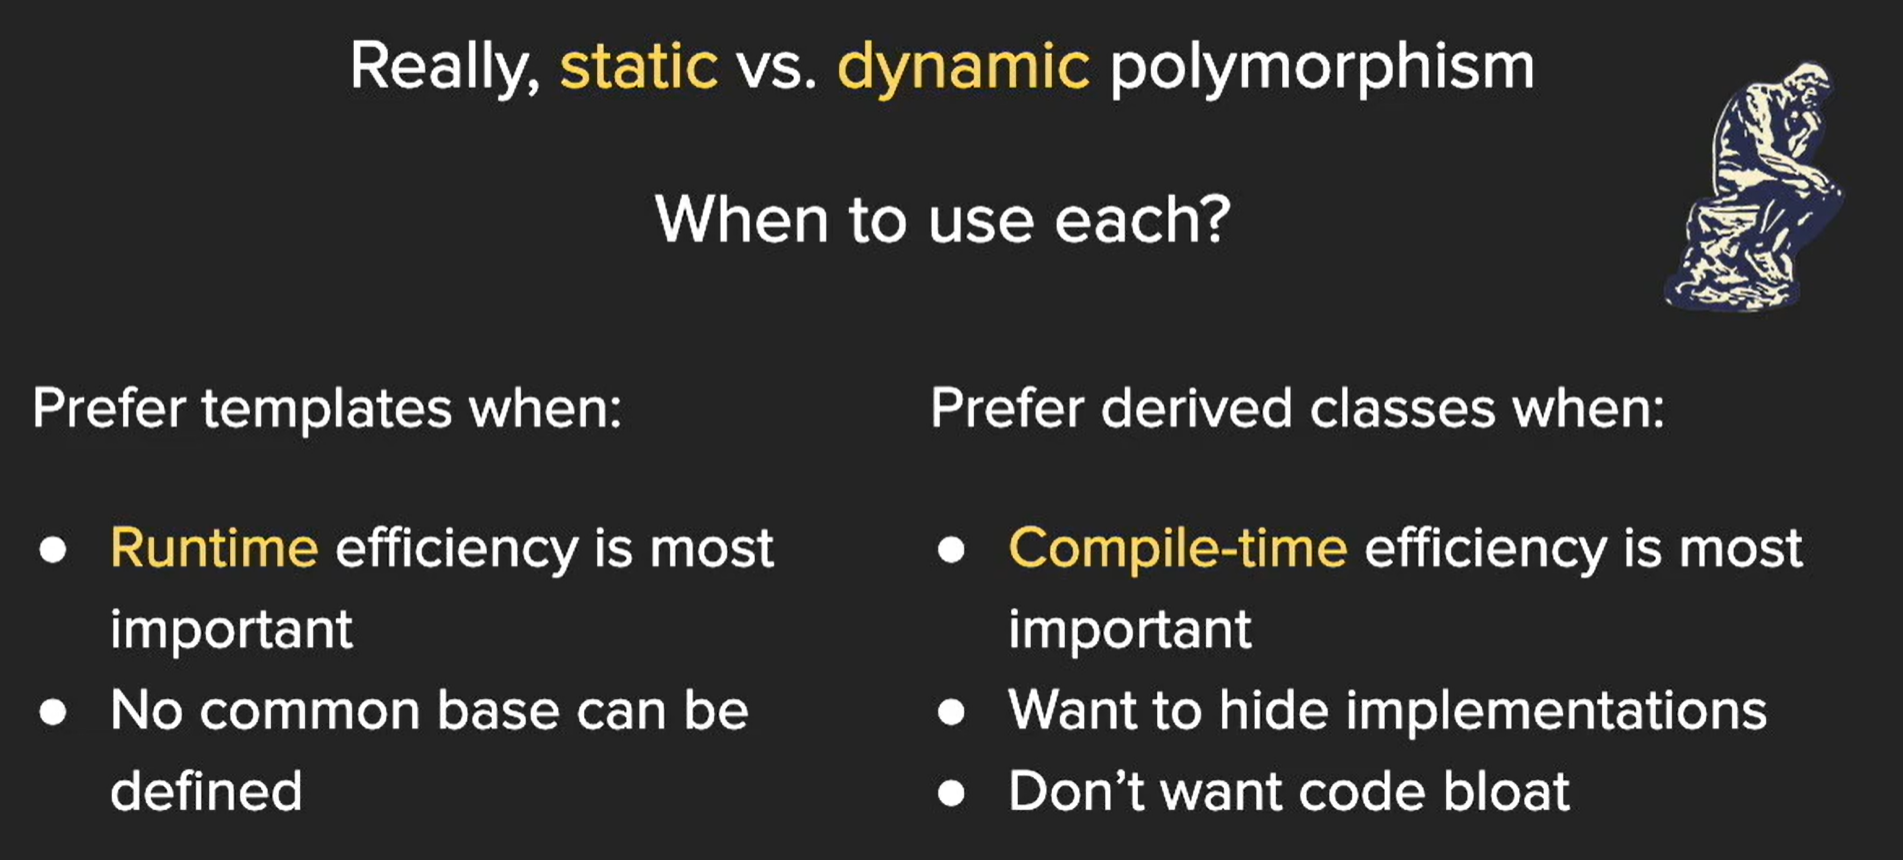 Really, static vs. dynamic polymorphism
When to use each?
Prefer templates when:
● Runtime efficiency is most
important
● No common base can be
defined
Prefer derived classes when:
● Compile-time efficiency is most
important
● Want to hide implementations
● Don’t want code bloat